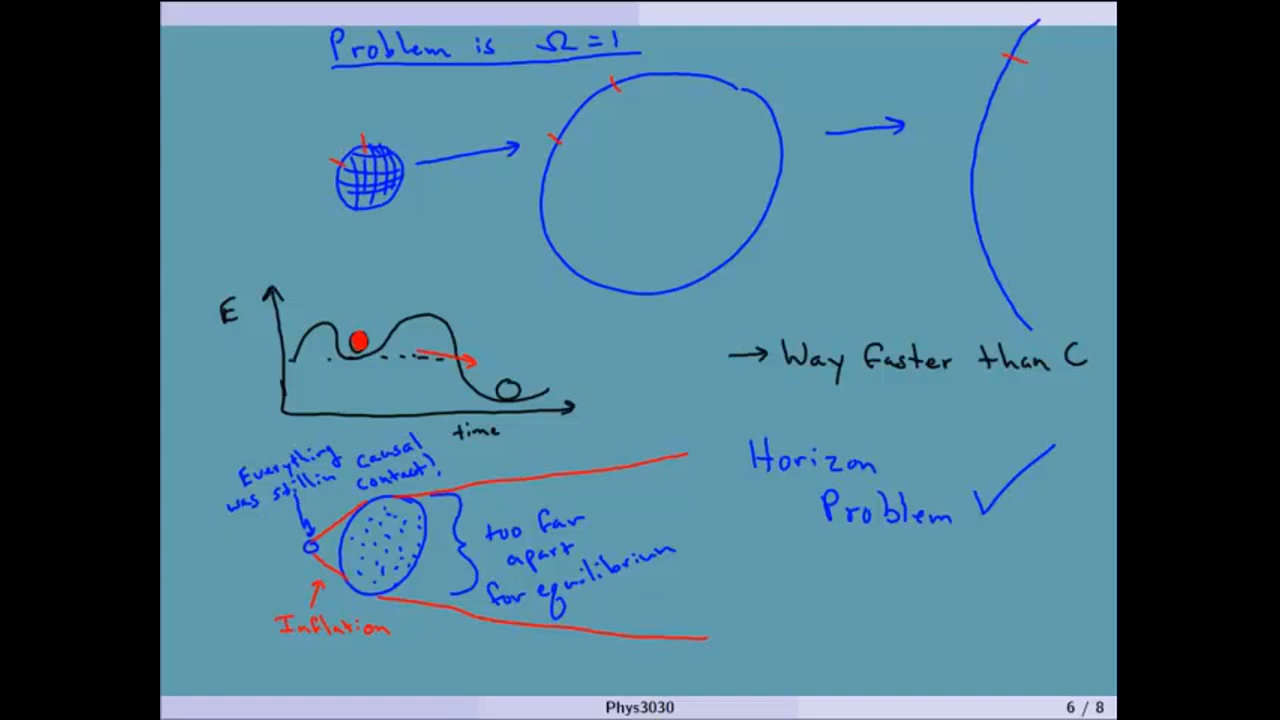 Problem is Ω = 1
E
time
→ Way faster than C
Everything
was still in causal
contact!
too far
apart
for equilibrium
Inflation
Horizon
Problem ✓
Phys3030
6 / 8